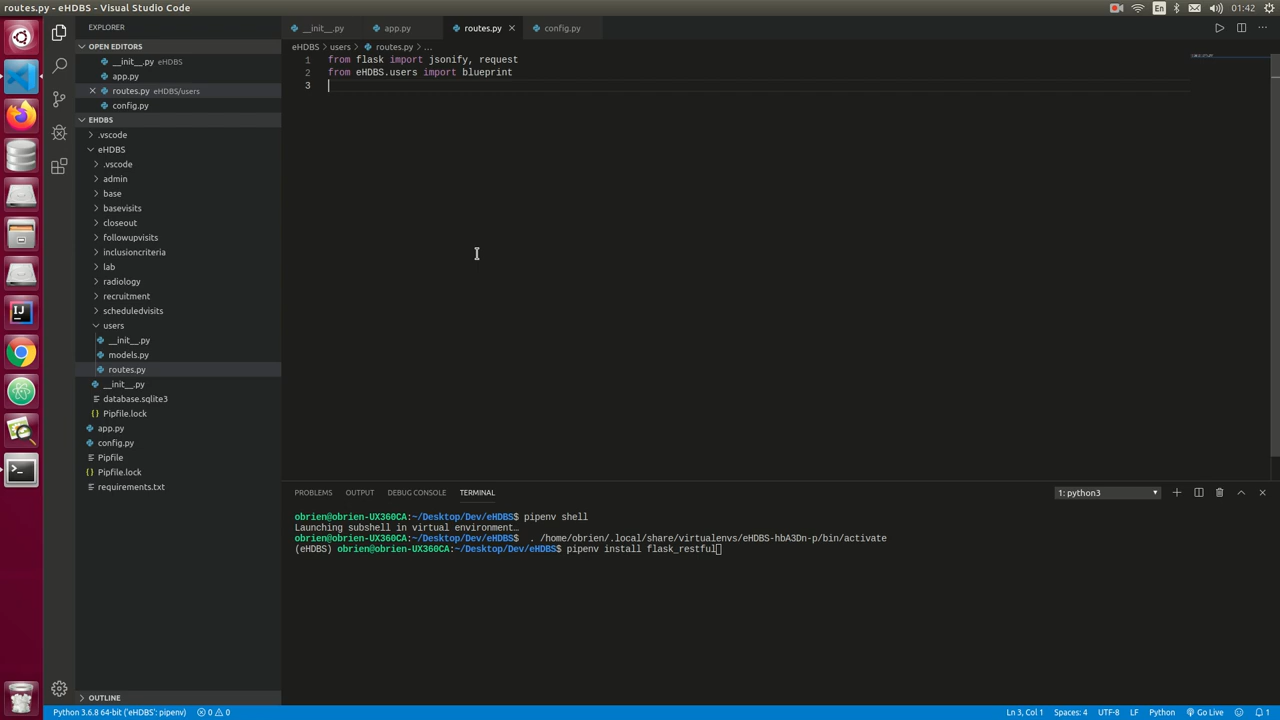 routes.py - eHDBS - Visual Studio Code
En
01:42
EXPLORER
__init__.py
app.py
routes.py
config.py
OPEN EDITORS
__init__.py eHDBS
app.py
routes.py eHDBS/users
config.py
EHDBS
.vscode
eHDBS
.vscode
admin
base
basevisits
closeout
followupvisits
inclusioncriteria
lab
radiology
recruitment
scheduledvisits
users
__init__.py
models.py
routes.py
__init__.py
database.sqlite3
Pipfile.lock
app.py
config.py
Pipfile
Pipfile.lock
requirements.txt
OUTLINE
eHDBS > users > routes.py > ...
1 from flask import jsonify, request
2 from eHDBS.users import blueprint
3
PROBLEMS OUTPUT DEBUG CONSOLE TERMINAL
1: python3
obrien@obrien-UX360CA:~/Desktop/Dev/eHDBS$ pipenv shell
Launching subshell in virtual environment…
obrien@obrien-UX360CA:~/Desktop/Dev/eHDBS$  . /home/obrien/.local/share/virtualenvs/eHDBS-hbA3Dn-p/bin/activate
(eHDBS) obrien@obrien-UX360CA:~/Desktop/Dev/eHDBS$ pipenv install flask_restful
Python 3.6.8 64-bit ('eHDBS': pipenv) 0 0
Ln 3, Col 1 Spaces: 4 UTF-8 LF Python Go Live 1